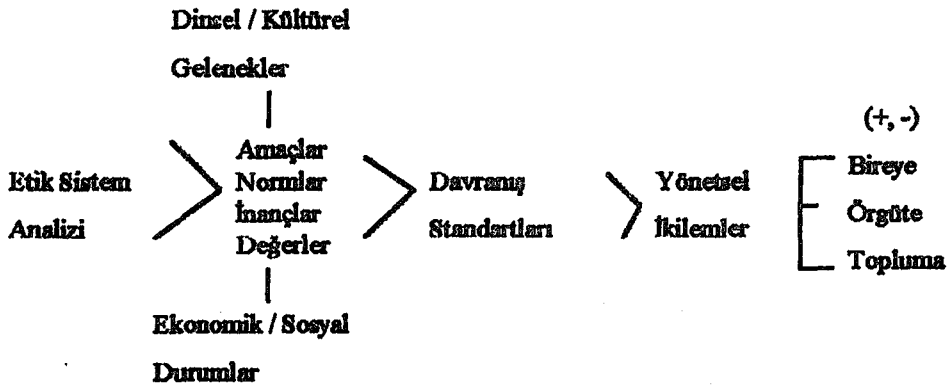 Dinsel / Kültürel
Gelenekler
Etik Sistem
Analizi
Amaçlar
Normlar
İnançlar
Değerler
Ekonomik / Sosyal
Durumlar
Davranış
Standartları
Yönetsel
İkilemler
(+, -)
Bireye
Örgüte
Topluma